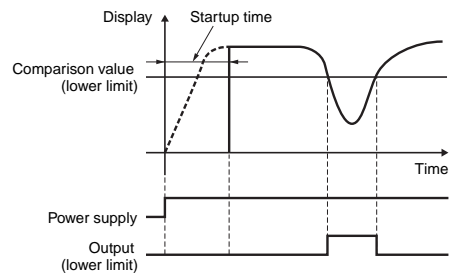 Display
Startup time
Comparison value
(lower limit)
Time
Power supply
Output
(lower limit)